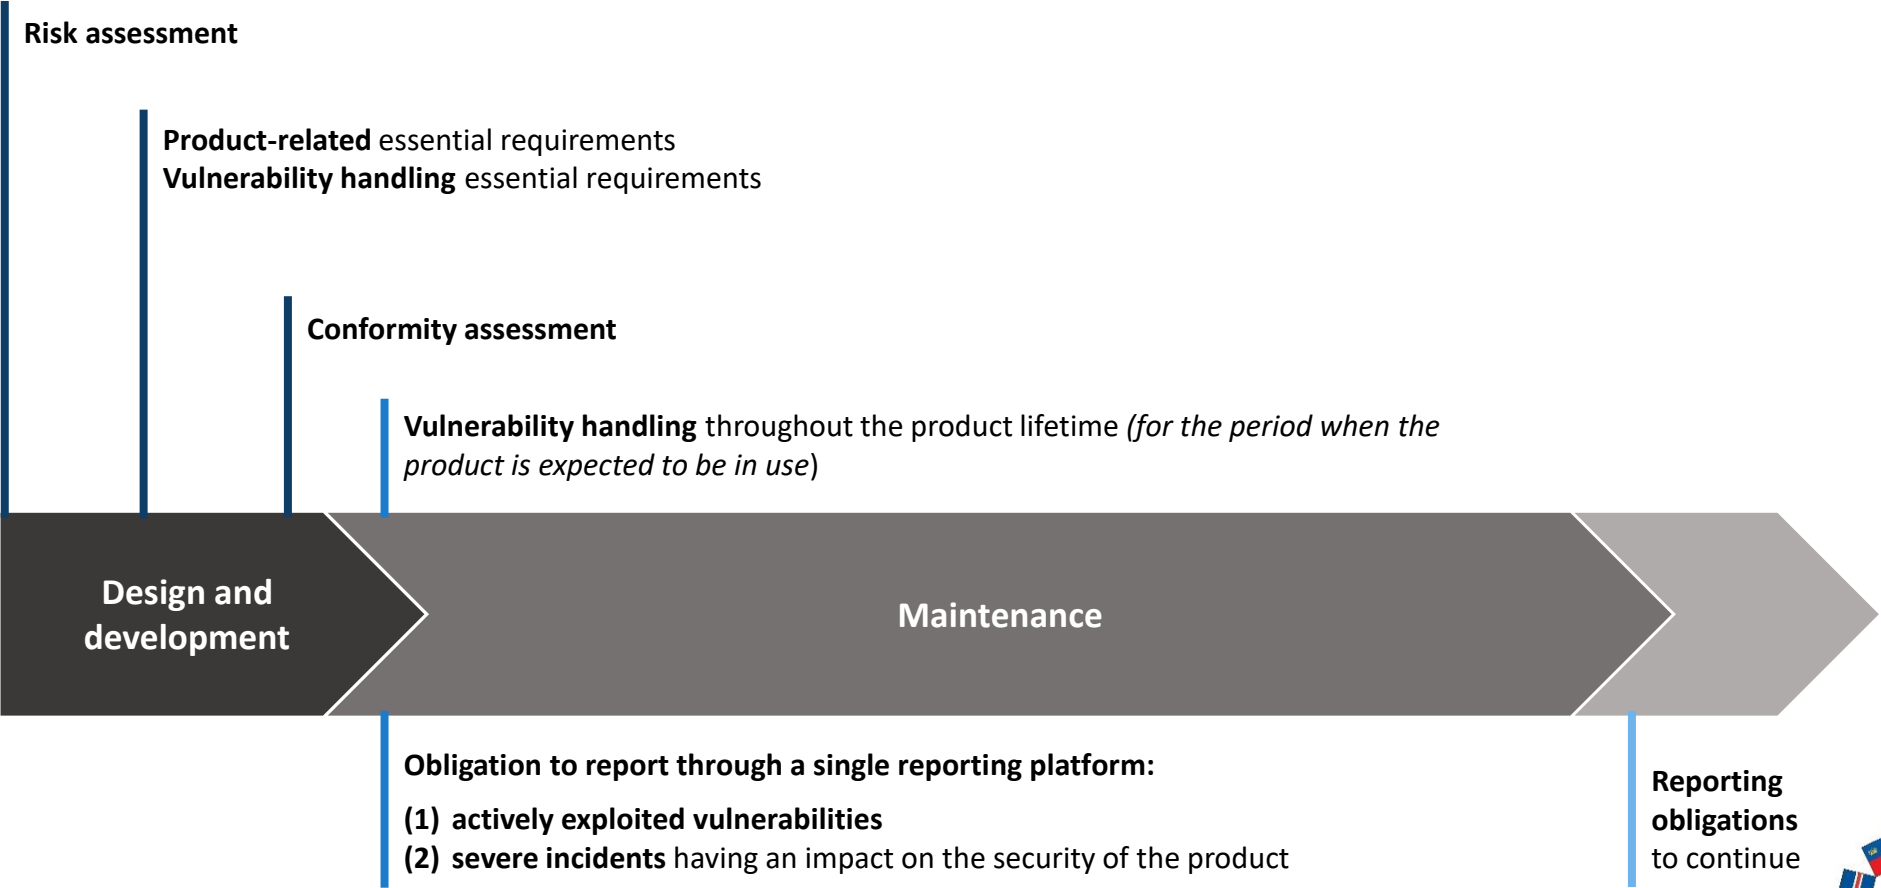 Risk assessment
Product-related essential requirements
Vulnerability handling essential requirements
Conformity assessment
Vulnerability handling throughout the product lifetime (for the period when the
product is expected to be in use)
Design and
development
Maintenance
Obligation to report through a single reporting platform:
(1) actively exploited vulnerabilities
(2) severe incidents having an impact on the security of the product
Reporting
obligations
to continue